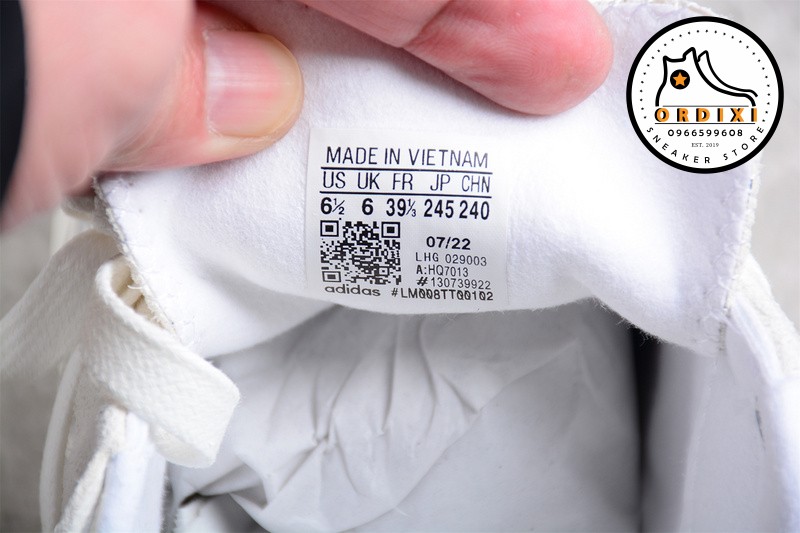 MADE IN VIETNAM
US UK FR JP CHN
6½ 6 39⅓ 245 240
07/22
LHG 029003
A:HQ7013
#130739922
adidas #LM008TT00102
ORDIXI
0966599608
SNEAKER STORE
EST. 2019